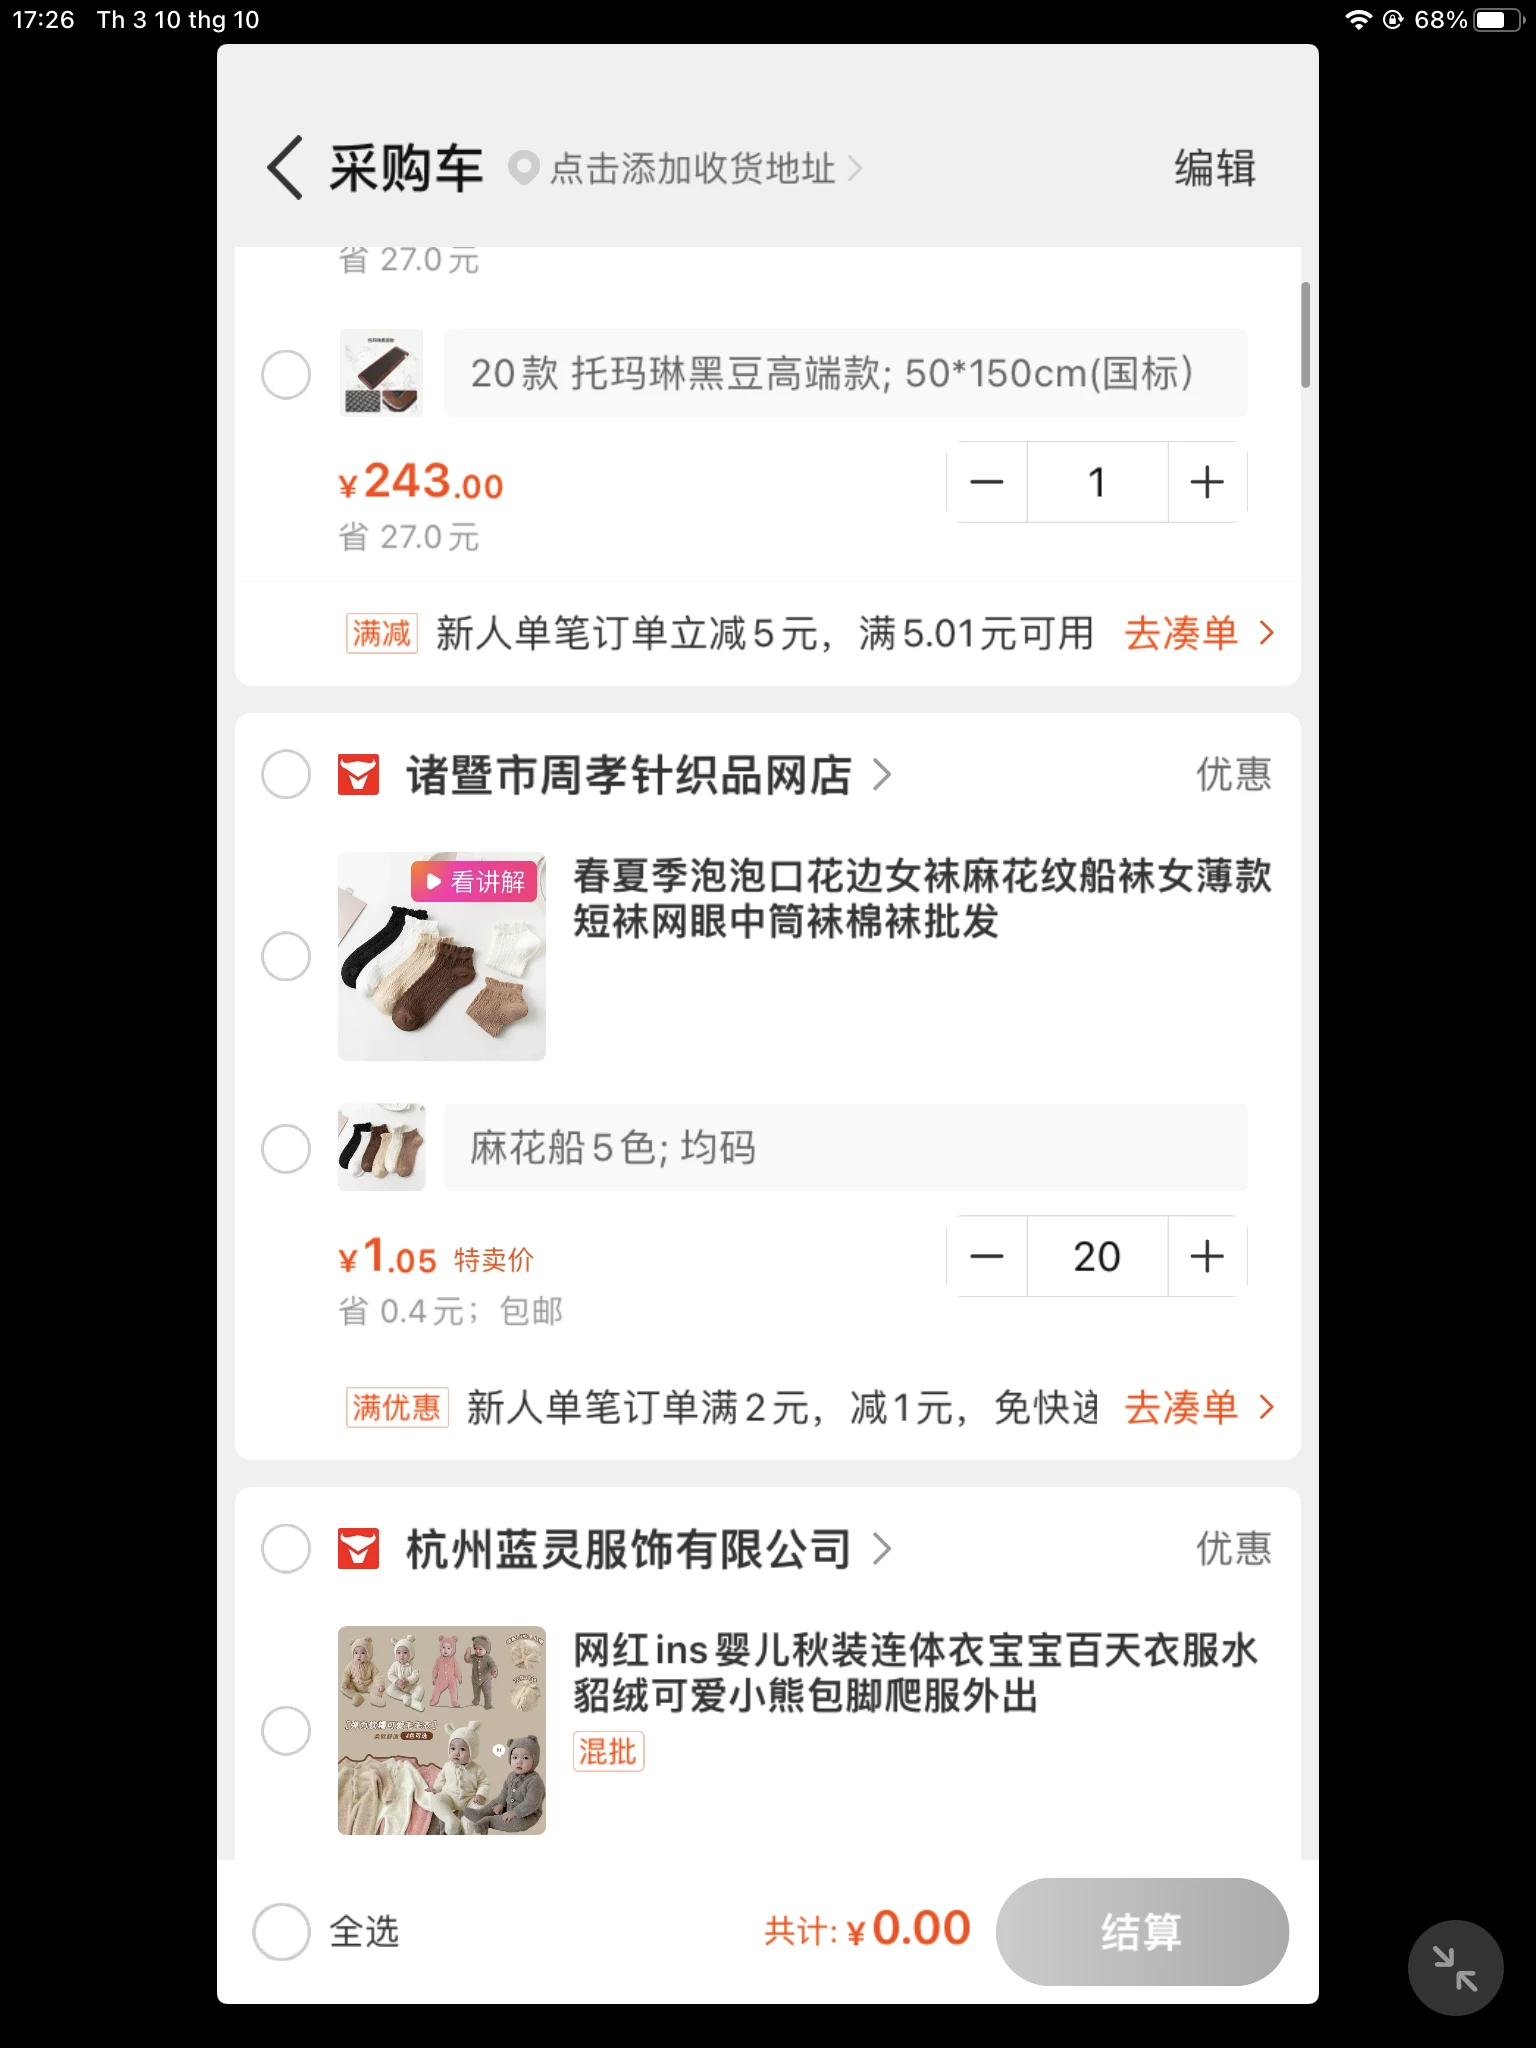 17:26 Th 3 10 thg 10 68%
采购车 点击添加收货地址 编辑
省 27.0元
20款 托玛琳黑豆高端款; 50*150cm(国标)
¥243.00 1
省 27.0元
满减 新人单笔订单立减5元，满5.01元可用 去凑单
诸暨市周孝针织品网店 优惠
看讲解
春夏季泡泡口花边女袜麻花纹船袜女薄款
短袜网眼中筒袜棉袜批发
麻花船5色; 均码
¥1.05 特卖价 20
省 0.4元；包邮
满优惠 新人单笔订单满2元，减1元，免快递 去凑单
杭州蓝灵服饰有限公司 优惠
网红ins婴儿秋装连体衣宝宝百天衣服水
貂绒可爱小熊包脚爬服外出
混批
全选 共计: ¥0.00 结算